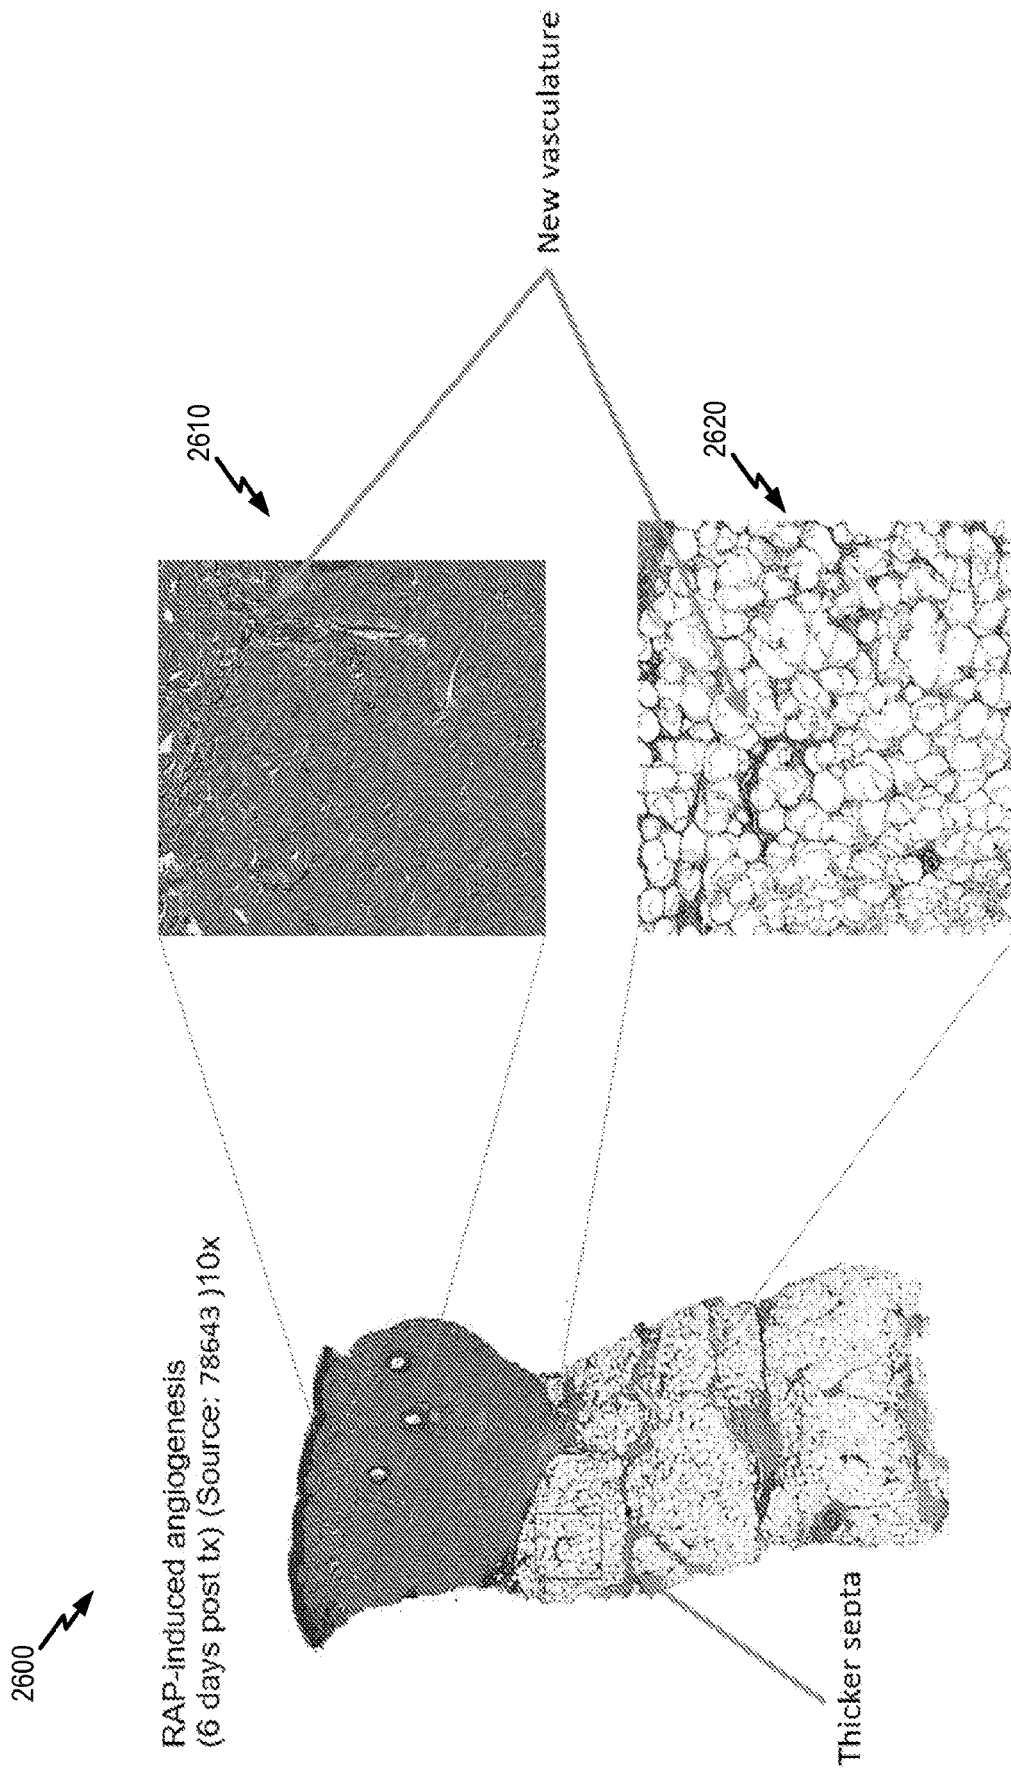 2600
RAP-induced angiogenesis
(6 days post tx) (Source: 78643 )10x
2610
2620
New vasculature
Thicker septa